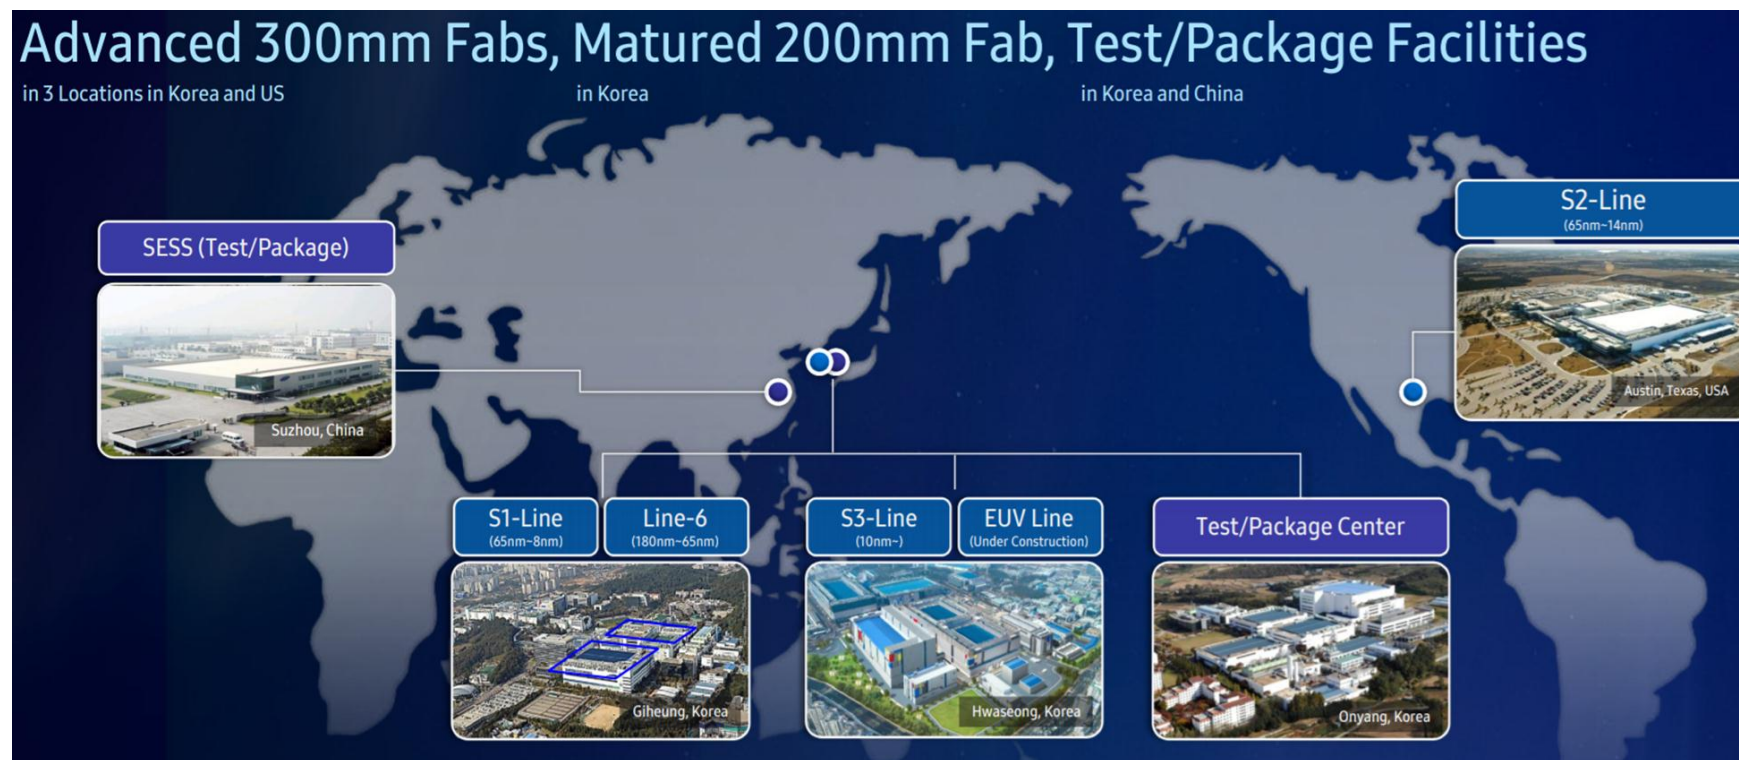 Advanced 300mm Fabs, Matured 200mm Fab, Test/Package Facilities
in 3 Locations in Korea and US
in Korea
in Korea and China
S2-Line
(65nm~14nm)
Austin, Texas, USA
SESS (Test/Package)
Suzhou, China
S1-Line
(65nm~8nm)
Line-6
(180nm~65nm)
Giheung, Korea
S3-Line
(10nm~)
EUV Line
(Under Construction)
Hwaseong, Korea
Test/Package Center
Onyang, Korea